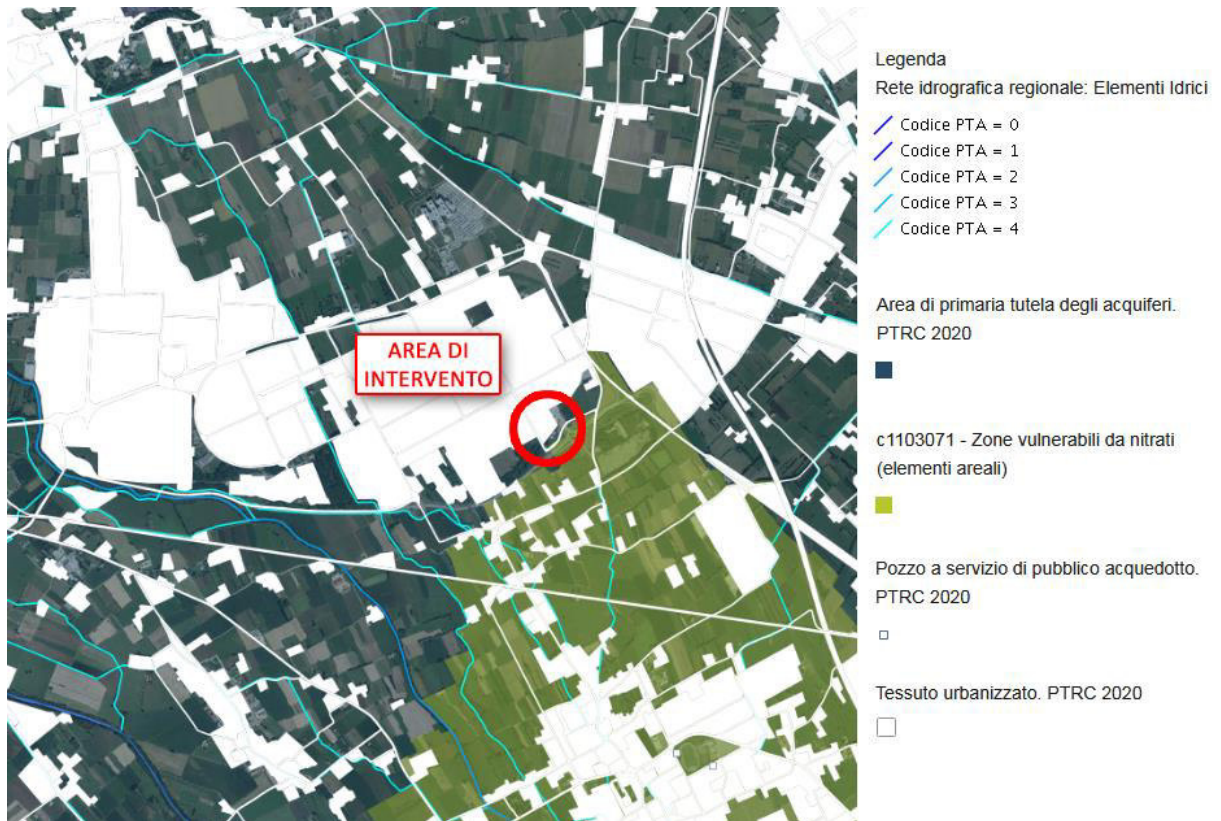 AREA DI
INTERVENTO
Legenda
Rete idrografica regionale: Elementi Idrici
Codice PTA = 0
Codice PTA = 1
Codice PTA = 2
Codice PTA = 3
Codice PTA = 4
Area di primaria tutela degli acquiferi.
PTRC 2020
c1103071 - Zone vulnerabili da nitrati
(elementi areali)
Pozzo a servizio di pubblico acquedotto.
PTRC 2020
Tessuto urbanizzato. PTRC 2020